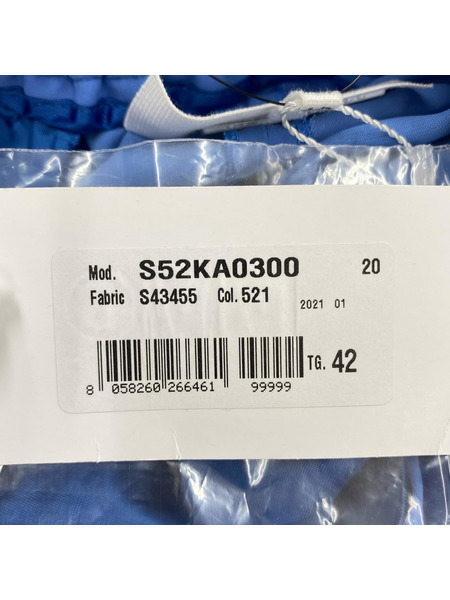 Mod. S52KA0300 20
Fabric S43455 Col. 521 2021 01
TG. 42
8 058260 266461 99999